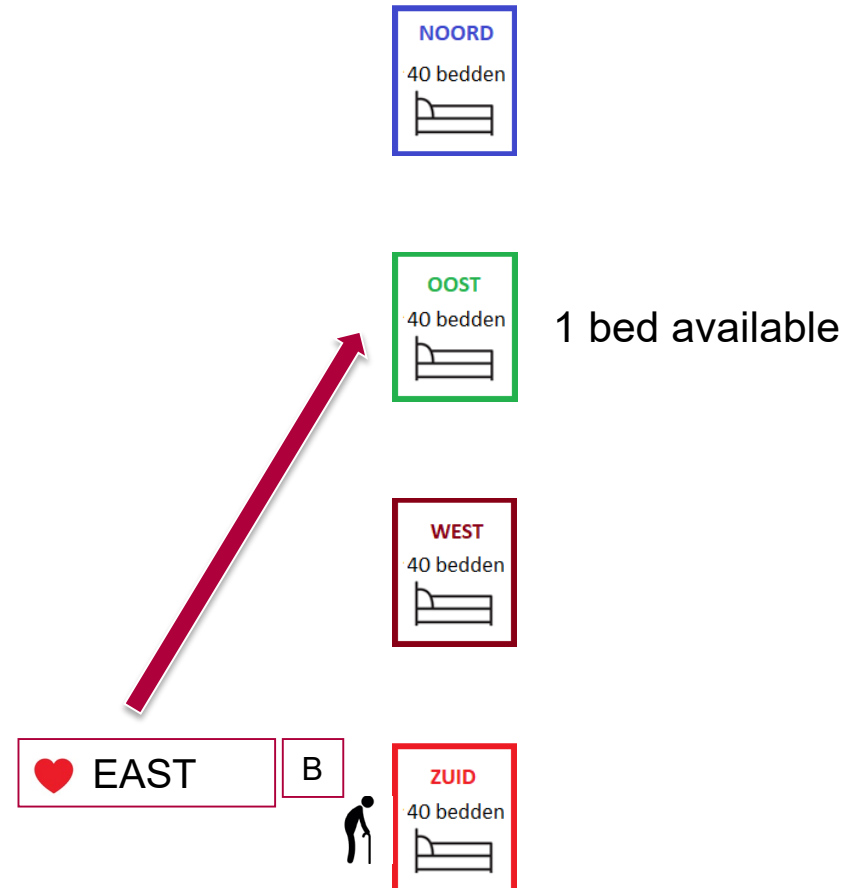 NOORD
40 bedden
OOST
40 bedden
1 bed available
WEST
40 bedden
EAST
B
ZUID
40 bedden